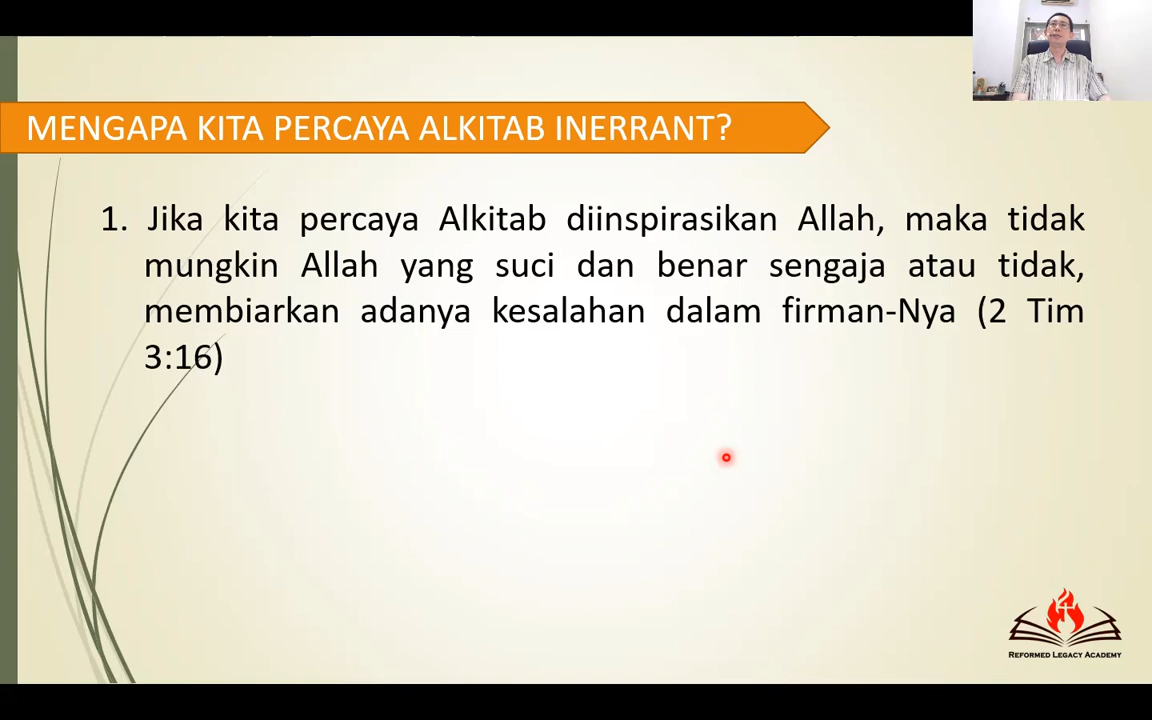 MENGAPA KITA PERCAYA ALKITAB INERRANT?
1. Jika kita percaya Alkitab diinspirasikan Allah, maka tidak
mungkin Allah yang suci dan benar sengaja atau tidak,
membiarkan adanya kesalahan dalam firman-Nya (2 Tim
3:16)
REFORMED LEGACY ACADEMY